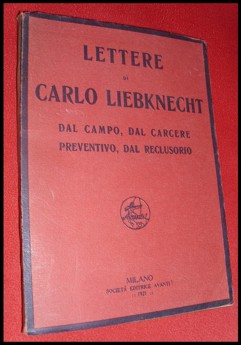 LETTERE
di
CARLO LIEBKNECHT
DAL CAMPO, DAL CARCERE
PREVENTIVO, DAL RECLUSORIO
MILANO
SOCIETÀ EDITRICE AVANTI!